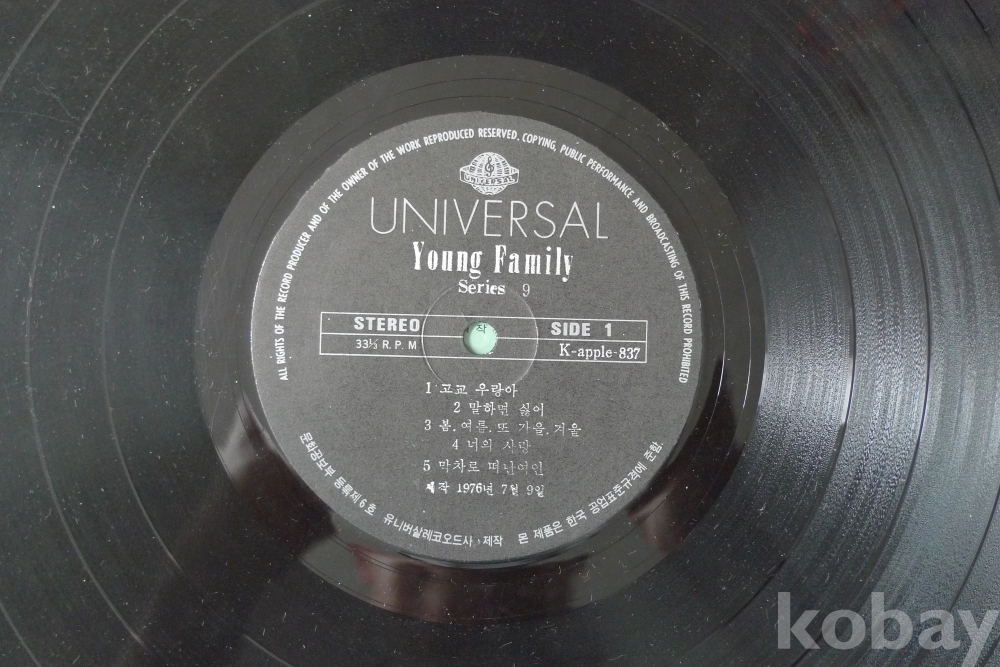 ALL RIGHTS OF THE RECORD PRODUCER AND OF THE OWNER OF THE WORK REPRODUCED RESERVED. COPYING, PUBLIC PERFORMANCE AND BROADCASTING OF THIS RECORD PROHIBITED
UNIVERSAL
UNIVERSAL
Young Family
Series 9
STEREO SIDE 1
33⅓ R.P.M K-apple-837
작
1 고교 우랑아
2 말하면 싫어
3 봄, 여름, 또 가을, 겨울
4 너의 사랑
5 막차로 떠난여인
제작 1976년 7월 9일
문화공보부 등록제6호 유니버살레코오드사 제작 본 제품은 한국 공업표준규격에 준함.
kobay